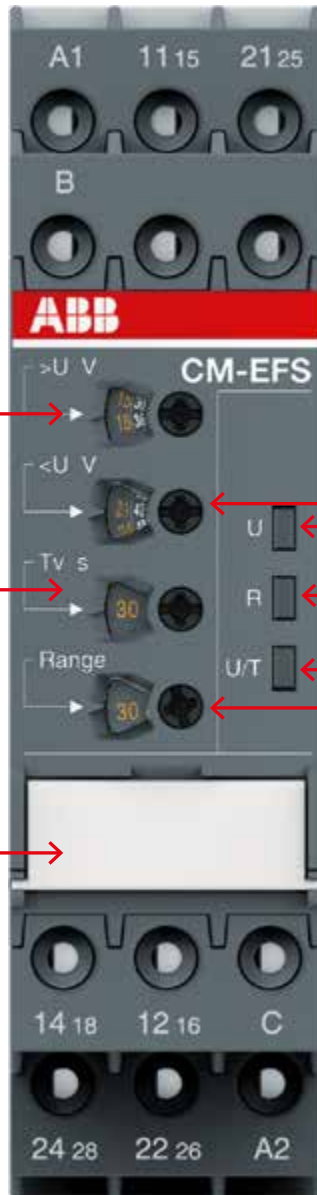 A1 11 15 21 25
B
ABB
>U V CM-EFS
<U V
U
Tv s
30
R
Range
U/T
30
14 18 12 16 C
24 28 22 26 A2